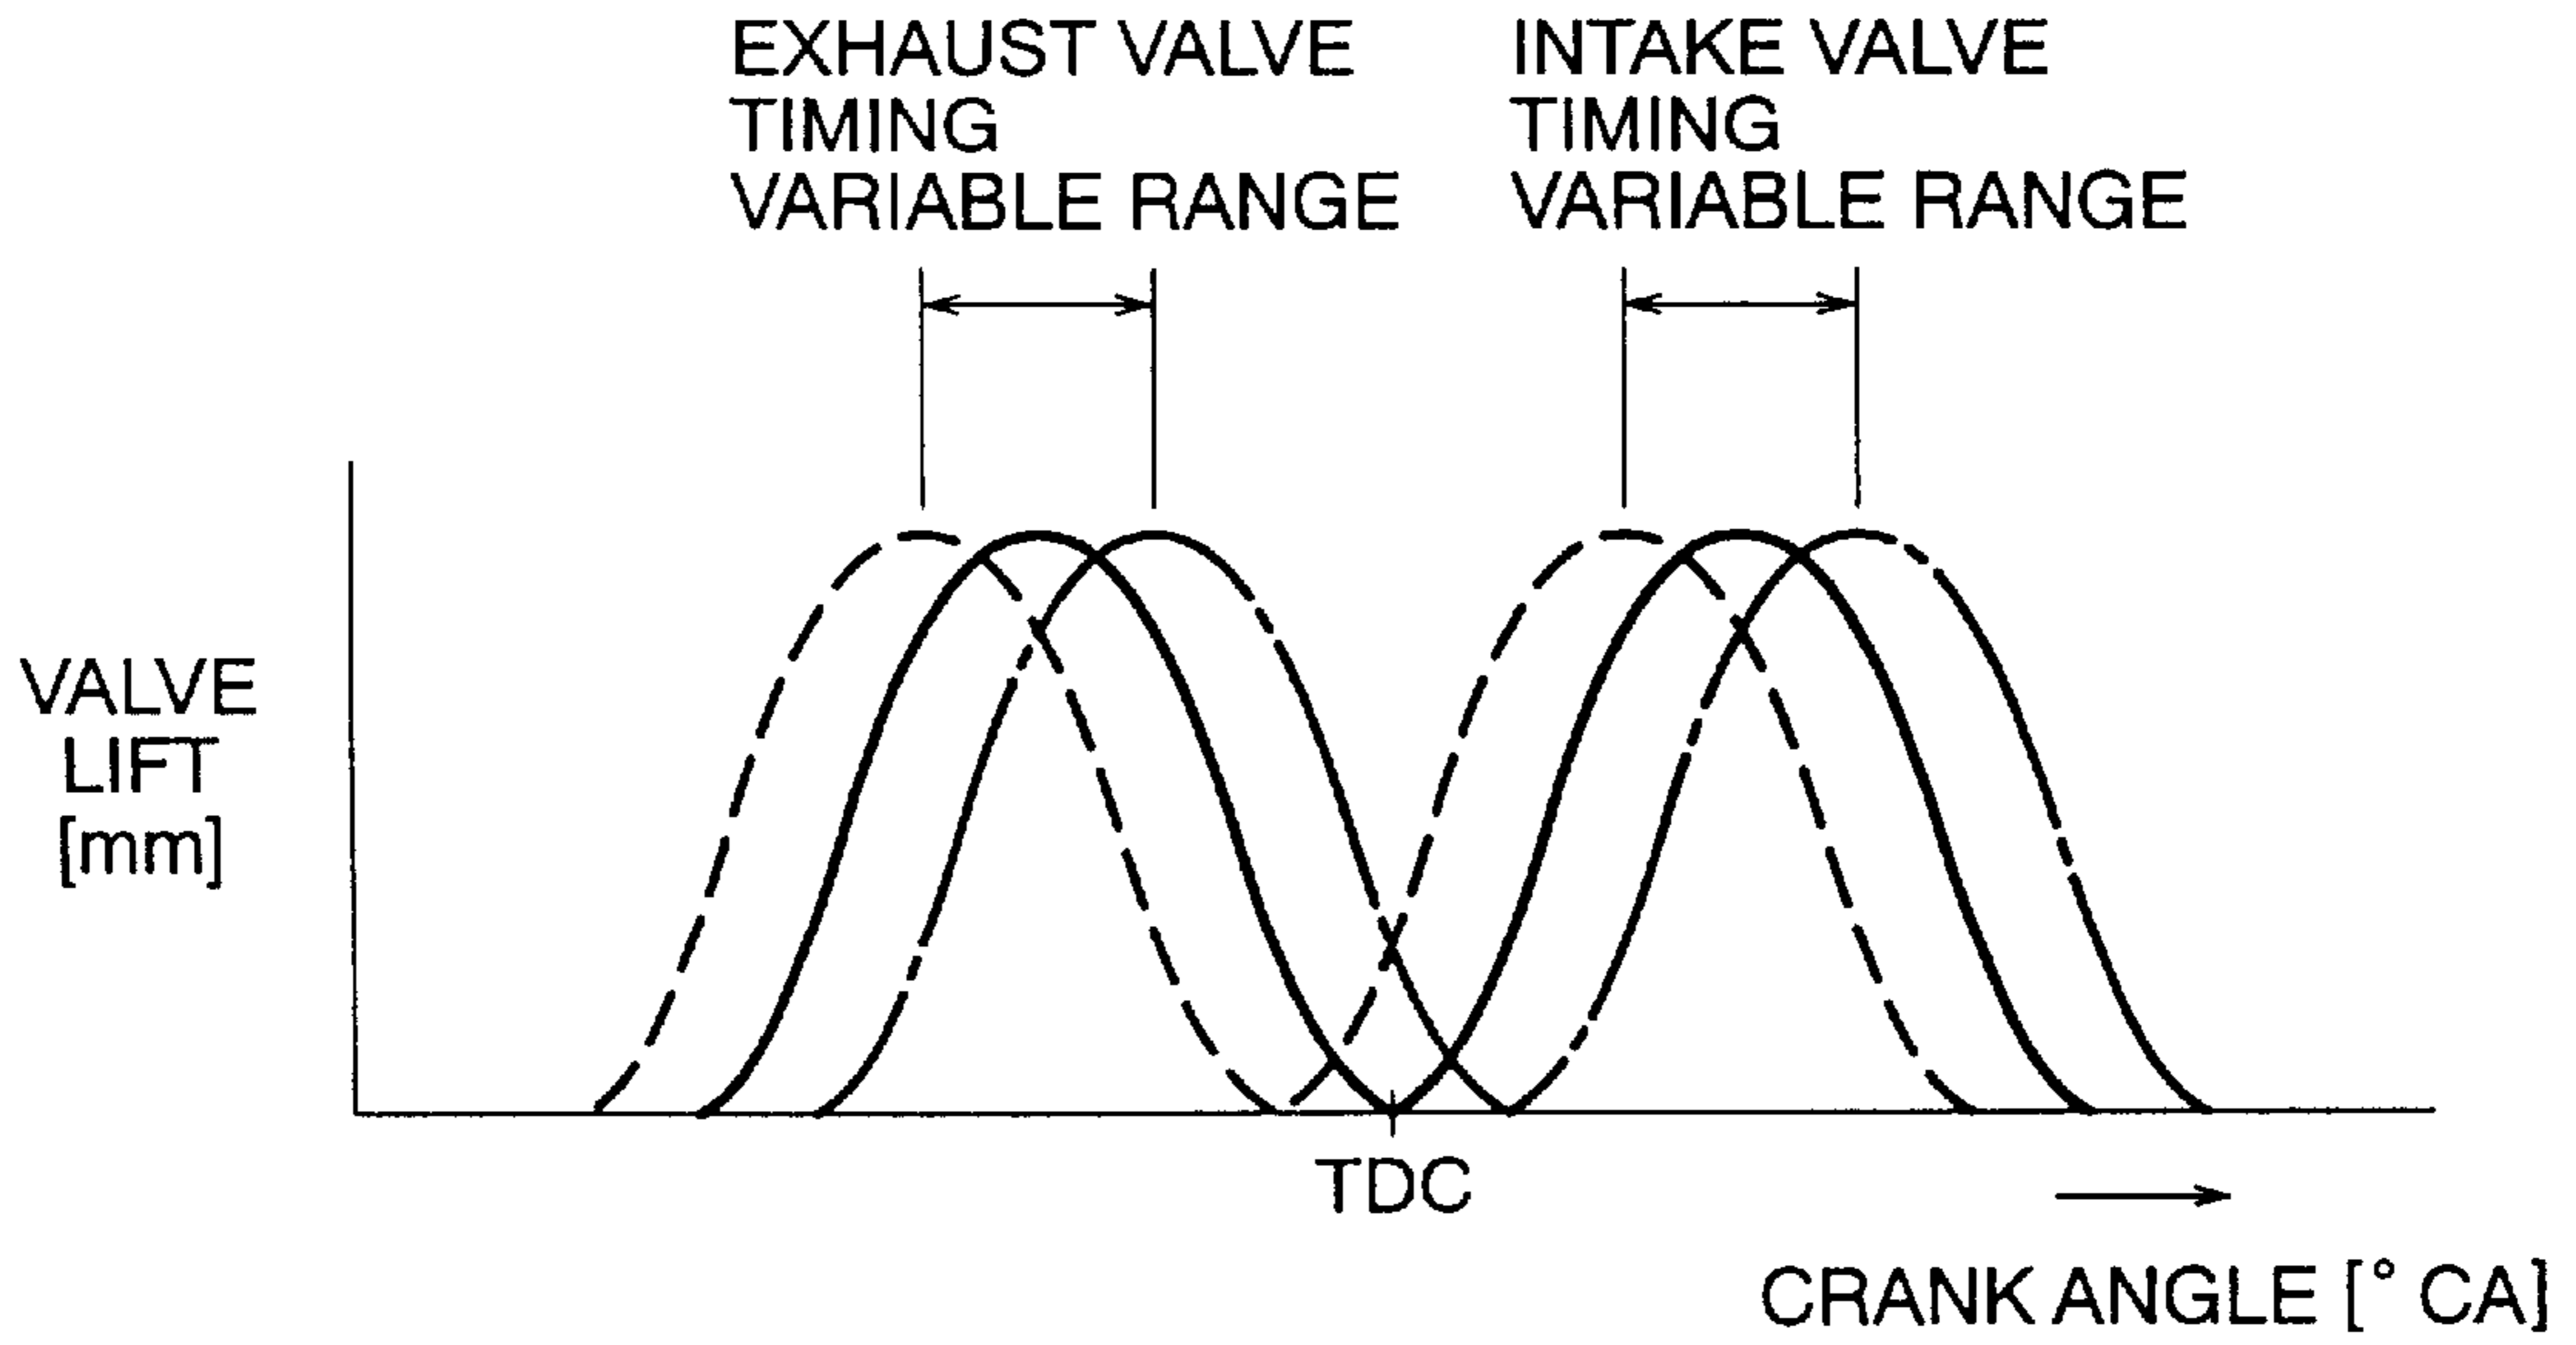 EXHAUST VALVE
TIMING
VARIABLE RANGE
INTAKE VALVE
TIMING
VARIABLE RANGE
VALVE
LIFT
[mm]
TDC
CRANK ANGLE [° CA]